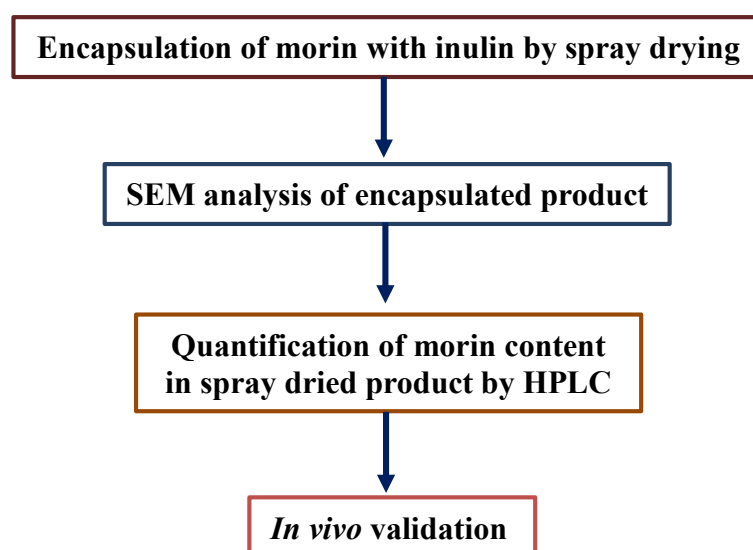 Encapsulation of morin with inulin by spray drying
SEM analysis of encapsulated product
Quantification of morin content
in spray dried product by HPLC
In vivo validation